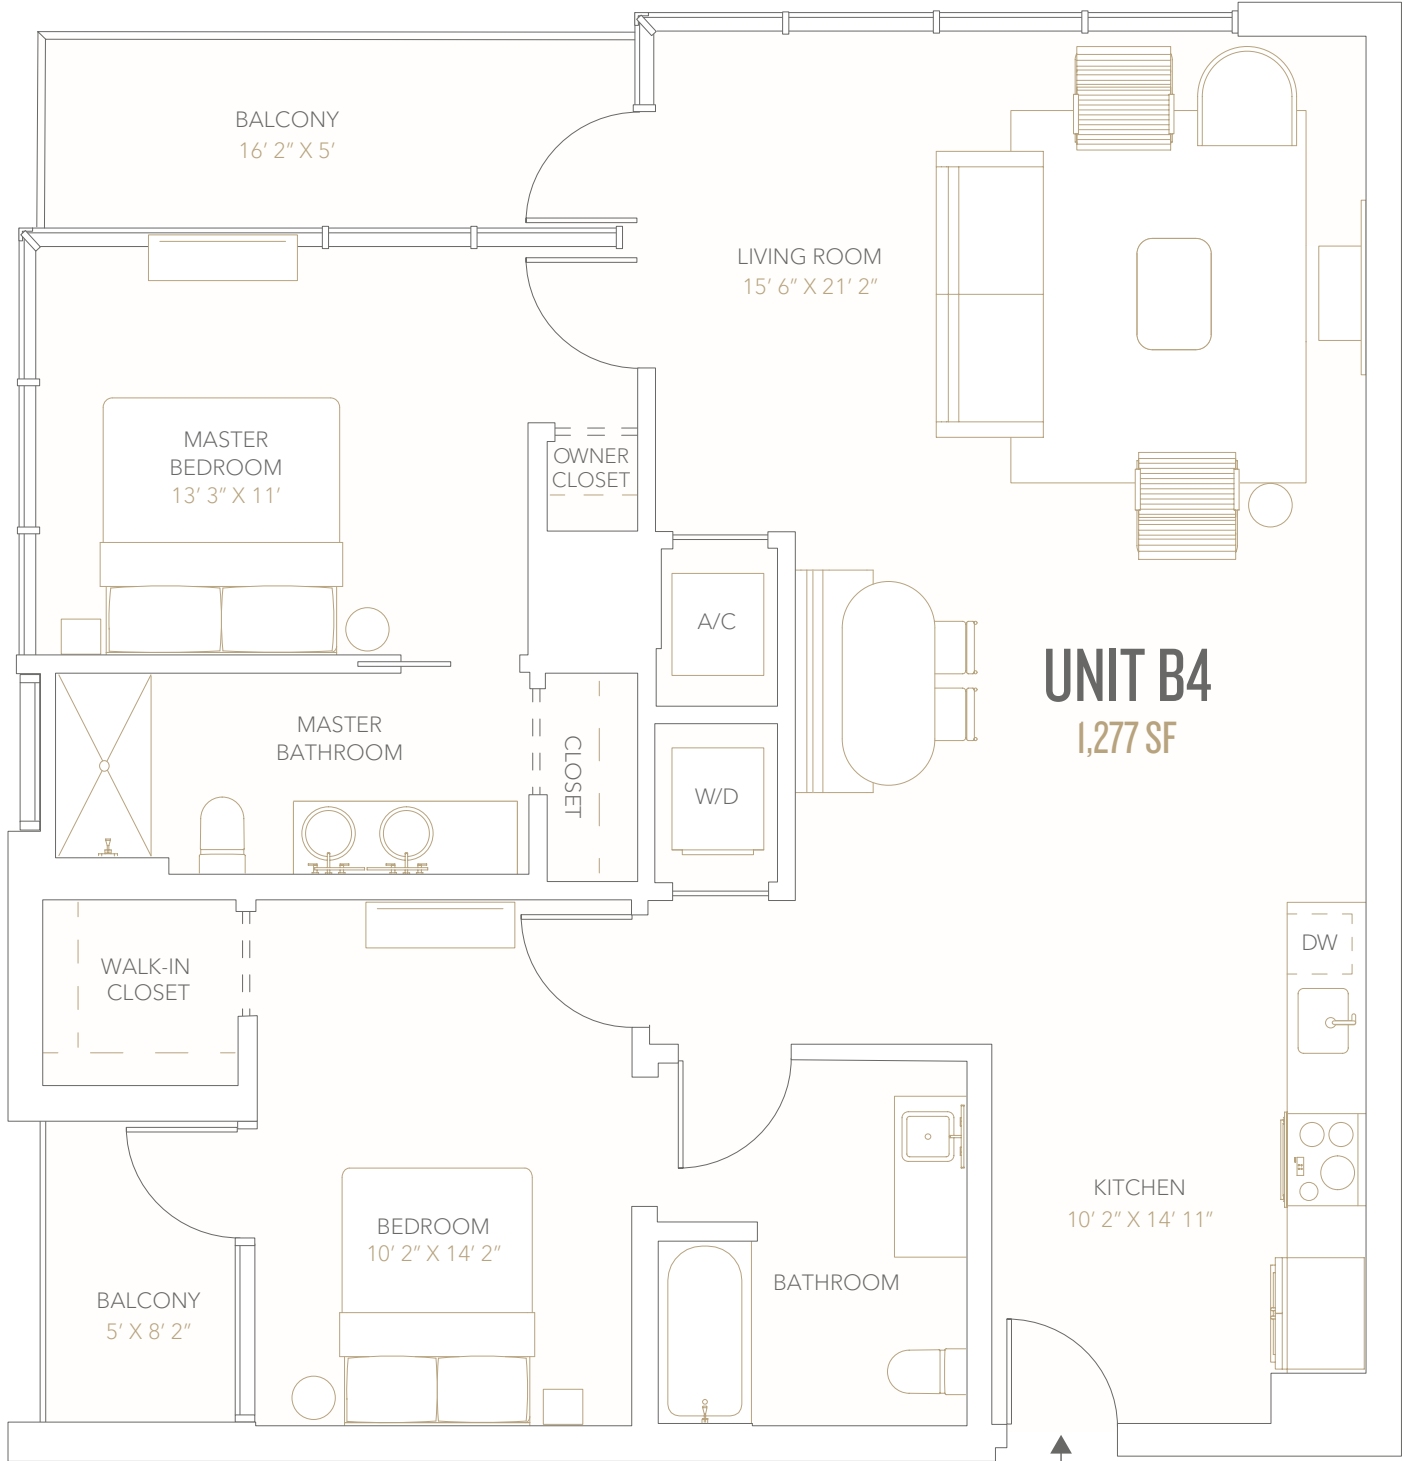 BALCONY
16' 2" X 5'
LIVING ROOM
15' 6" X 21' 2"
MASTER
BEDROOM
13' 3" X 11'
OWNER
CLOSET
A/C
UNIT B4
1,277 SF
MASTER
BATHROOM
CLOSET
W/D
WALK-IN
CLOSET
DW
KITCHEN
10' 2" X 14' 11"
BEDROOM
10' 2" X 14' 2"
BATHROOM
BALCONY
5' X 8' 2"